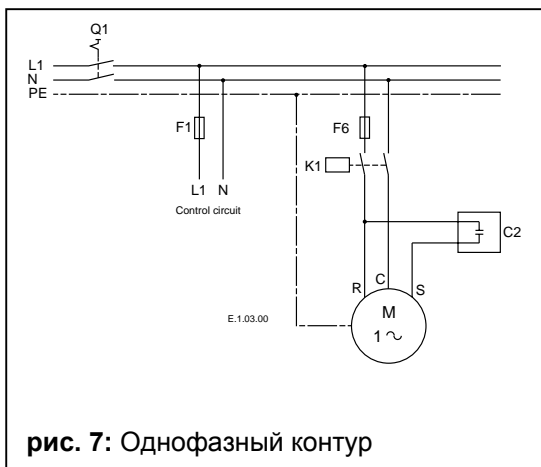 Q1
L1
N
PE
F1
F6
K1
L1 N
Control circuit
C2
R C S
M
1 ~
E.1.03.00
рис. 7: Однофазный контур